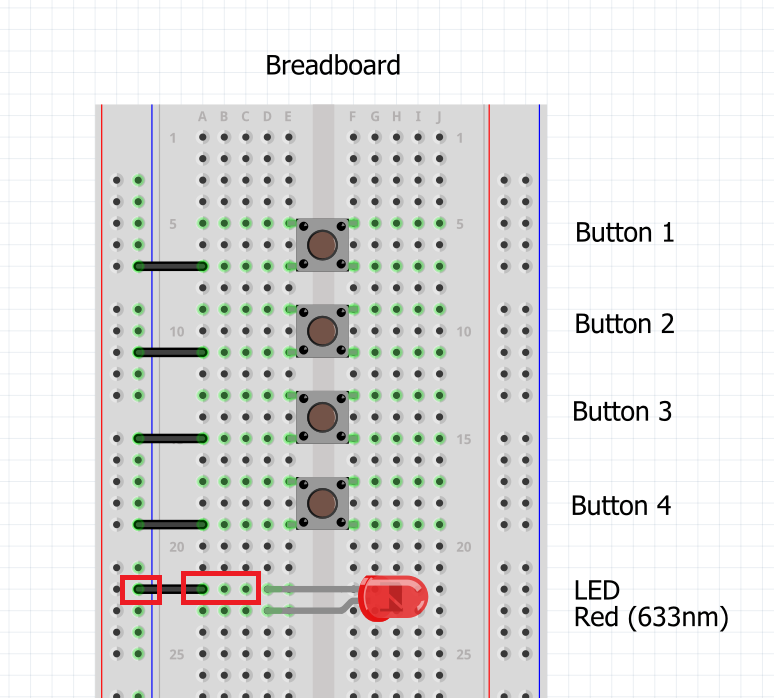 Breadboard
A B C D E F G H I J
1 1
5 5
Button 1
10 10
Button 2
Button 3
15 15
Button 4
20 20
LED
Red (633nm)
25 25